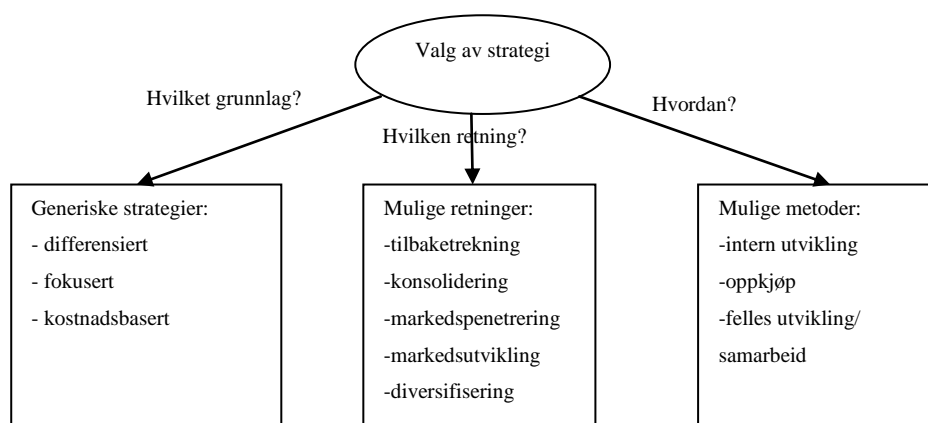 Valg av strategi
Hvilket grunnlag?
Hvilken retning?
Hvordan?
Generiske strategier:
- differensiert
- fokusert
- kostnadsbasert
Mulige retninger:
-tilbaketrekning
-konsolidering
-markedspenetrering
-markedsutvikling
-diversifisering
Mulige metoder:
-intern utvikling
-oppkjøp
-felles utvikling/
samarbeid